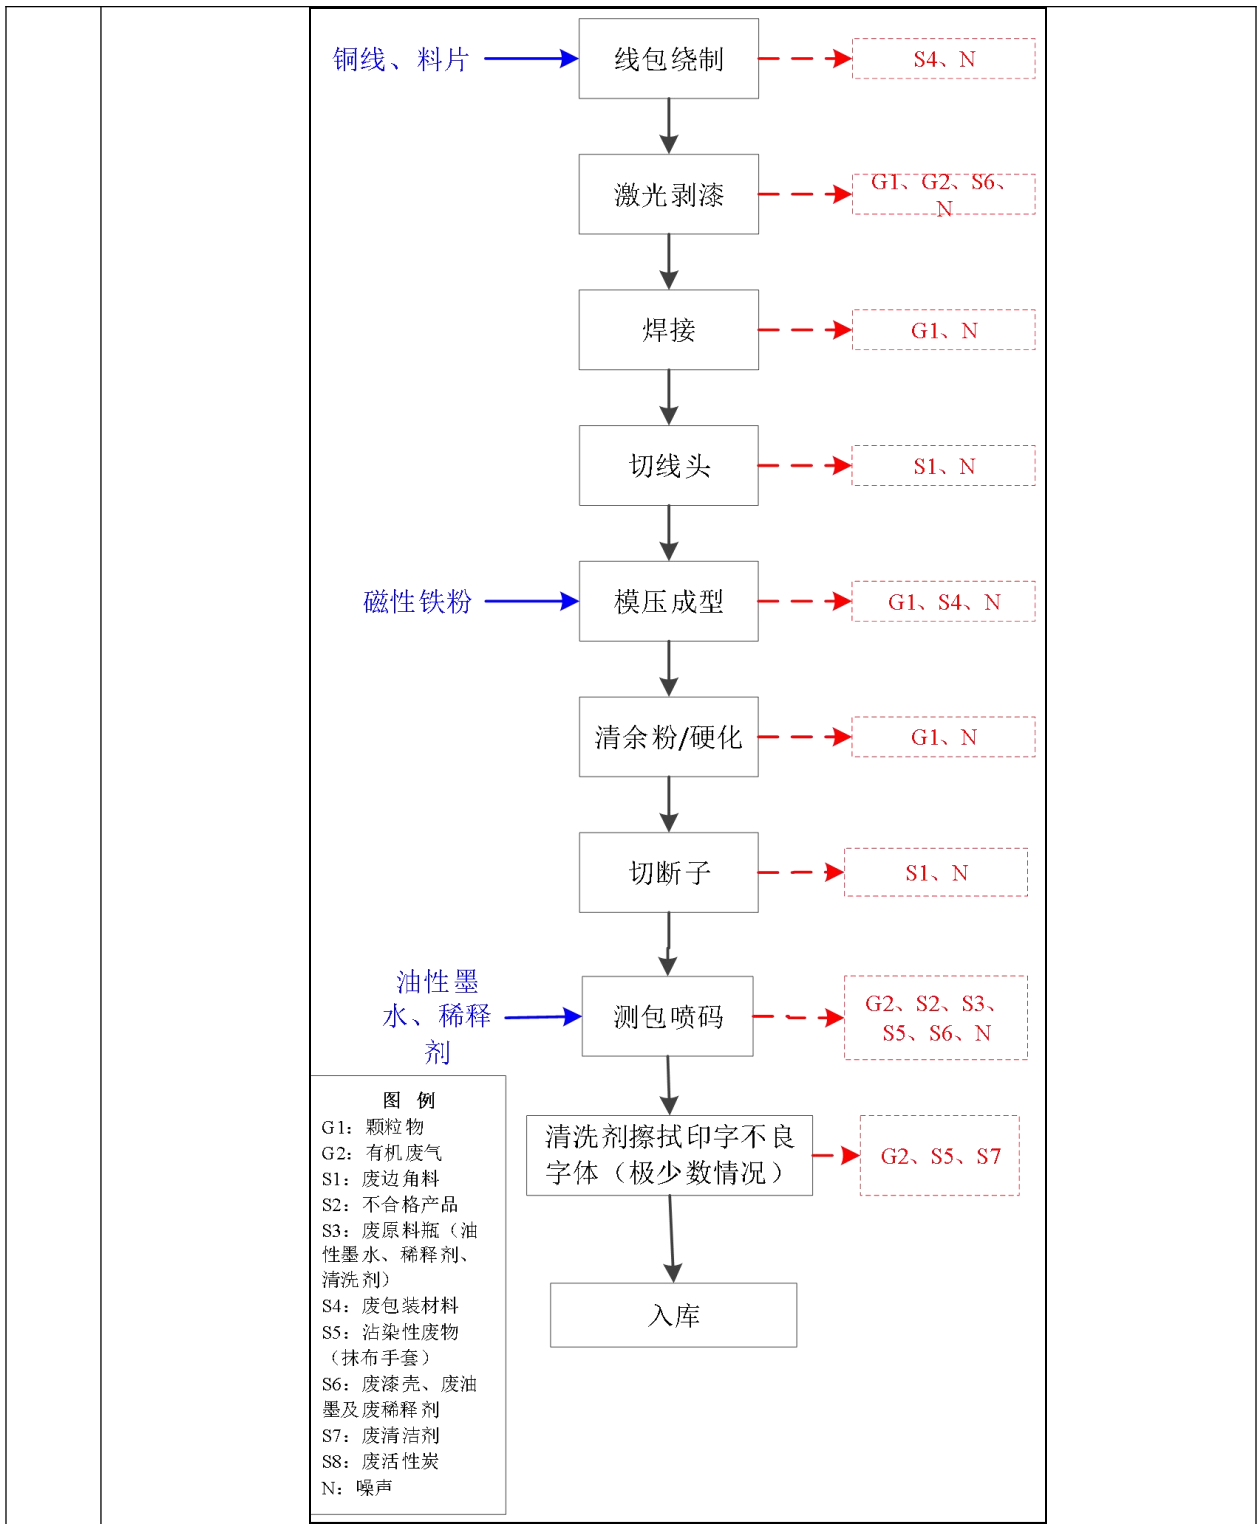 铜线、料片
线包绕制
S4、N
激光剥漆
G1、G2、S6、
N
焊接
G1、N
切线头
S1、N
磁性铁粉
模压成型
G1、S4、N
清余粉/硬化
G1、N
切断子
S1、N
油性墨
水、稀释
剂
测包喷码
G2、S2、S3、
S5、S6、N
清洗剂擦拭印字不良
字体（极少数情况）
G2、S5、S7
入库
图 例
G1：颗粒物
G2：有机废气
S1：废边角料
S2：不合格产品
S3：废原料瓶（油
性墨水、稀释剂、
清洗剂）
S4：废包装材料
S5：沾染性废物
（抹布手套）
S6：废漆壳、废油
墨及废稀释剂
S7：废清洁剂
S8：废活性炭
N：噪声